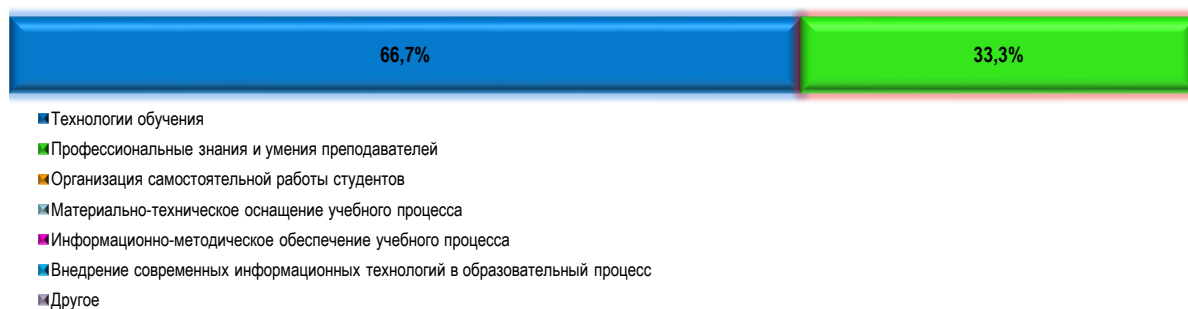 66,7% 33,3%
Технологии обучения
Профессиональные знания и умения преподавателей
Организация самостоятельной работы студентов
Материально-техническое оснащение учебного процесса
Информационно-методическое обеспечение учебного процесса
Внедрение современных информационных технологий в образовательный процесс
Другое